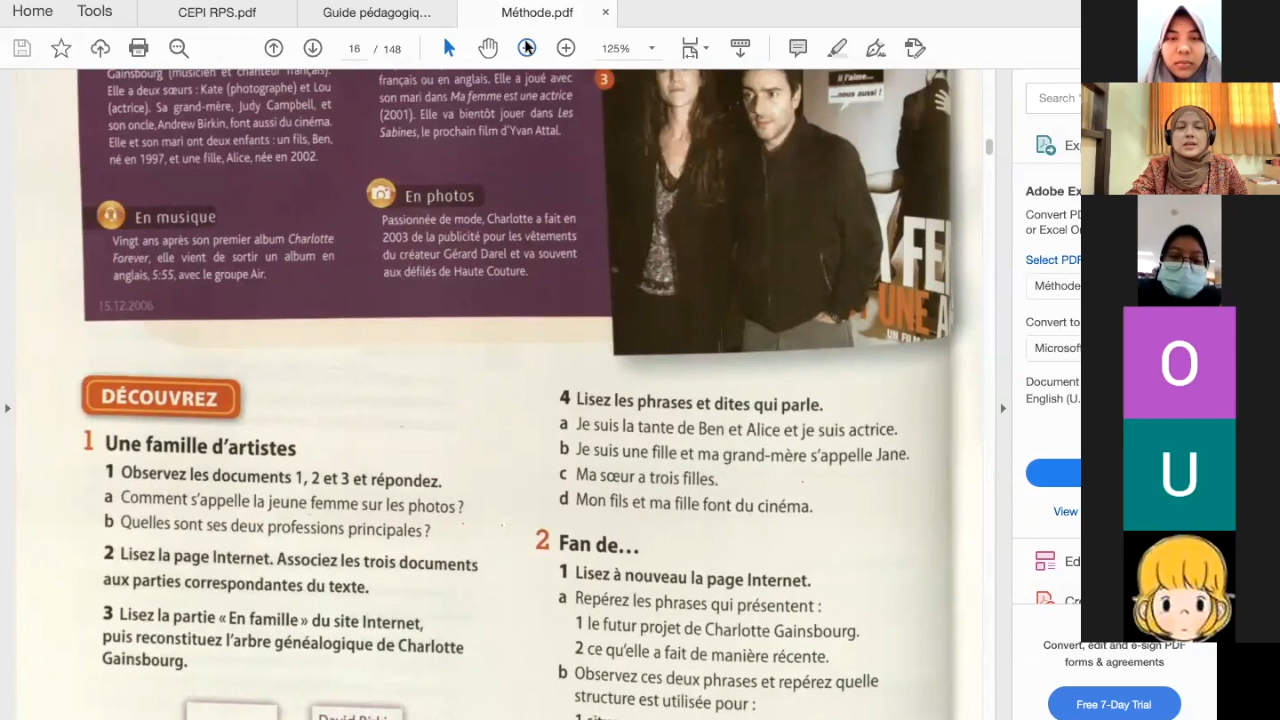 Home Tools CEPI RPS.pdf Guide pédagogiq... Méthode.pdf ×
16 / 148 125%
Gainsbourg (musicien et chanteur français).
Elle a deux sœurs : Kate (photographe) et Lou
(actrice). Sa grand-mère, Judy Campbell, et
son oncle, Andrew Birkin, font aussi du cinéma.
Elle et son mari ont deux enfants : un fils, Ben,
né en 1997, et une fille, Alice, née en 2002.
En musique
Vingt ans après son premier album Charlotte
Forever, elle vient de sortir un album en
anglais, 5:55, avec le groupe Air.
15.12.2006
français ou en anglais. Elle a joué avec
son mari dans Ma femme est une actrice
(2001). Elle va bientôt jouer dans Les
Sabines, le prochain film d'Yvan Attal.
En photos
Passionnée de mode, Charlotte a fait en
2003 de la publicité pour les vêtements
du créateur Gérard Darel et va souvent
aux défilés de Haute Couture.
3
il l'aime...
...nous aussi !
FE
UNE A
UN FIL
DÉCOUVREZ
1 Une famille d'artistes
1 Observez les documents 1, 2 et 3 et répondez.
a Comment s'appelle la jeune femme sur les photos ?
b Quelles sont ses deux professions principales ?
2 Lisez la page Internet. Associez les trois documents
aux parties correspondantes du texte.
3 Lisez la partie « En famille » du site Internet,
puis reconstituez l'arbre généalogique de Charlotte
Gainsbourg.
4 Lisez les phrases et dites qui parle.
a Je suis la tante de Ben et Alice et je suis actrice.
b Je suis une fille et ma grand-mère s'appelle Jane.
c Ma sœur a trois filles.
d Mon fils et ma fille font du cinéma.
2 Fan de...
1 Lisez à nouveau la page Internet.
a Repérez les phrases qui présentent :
1 le futur projet de Charlotte Gainsbourg.
2 ce qu'elle a fait de manière récente.
b Observez ces deux phrases et repérez quelle
structure est utilisée pour :
Search
Exp
Adobe Ex
Convert PD
or Excel On
Select PDF
Méthode
Convert to
Microsof
Document
English (U.
View
Ed
Convert, edit and e-sign PDF
forms & agreements
Free 7-Day Trial
O
U